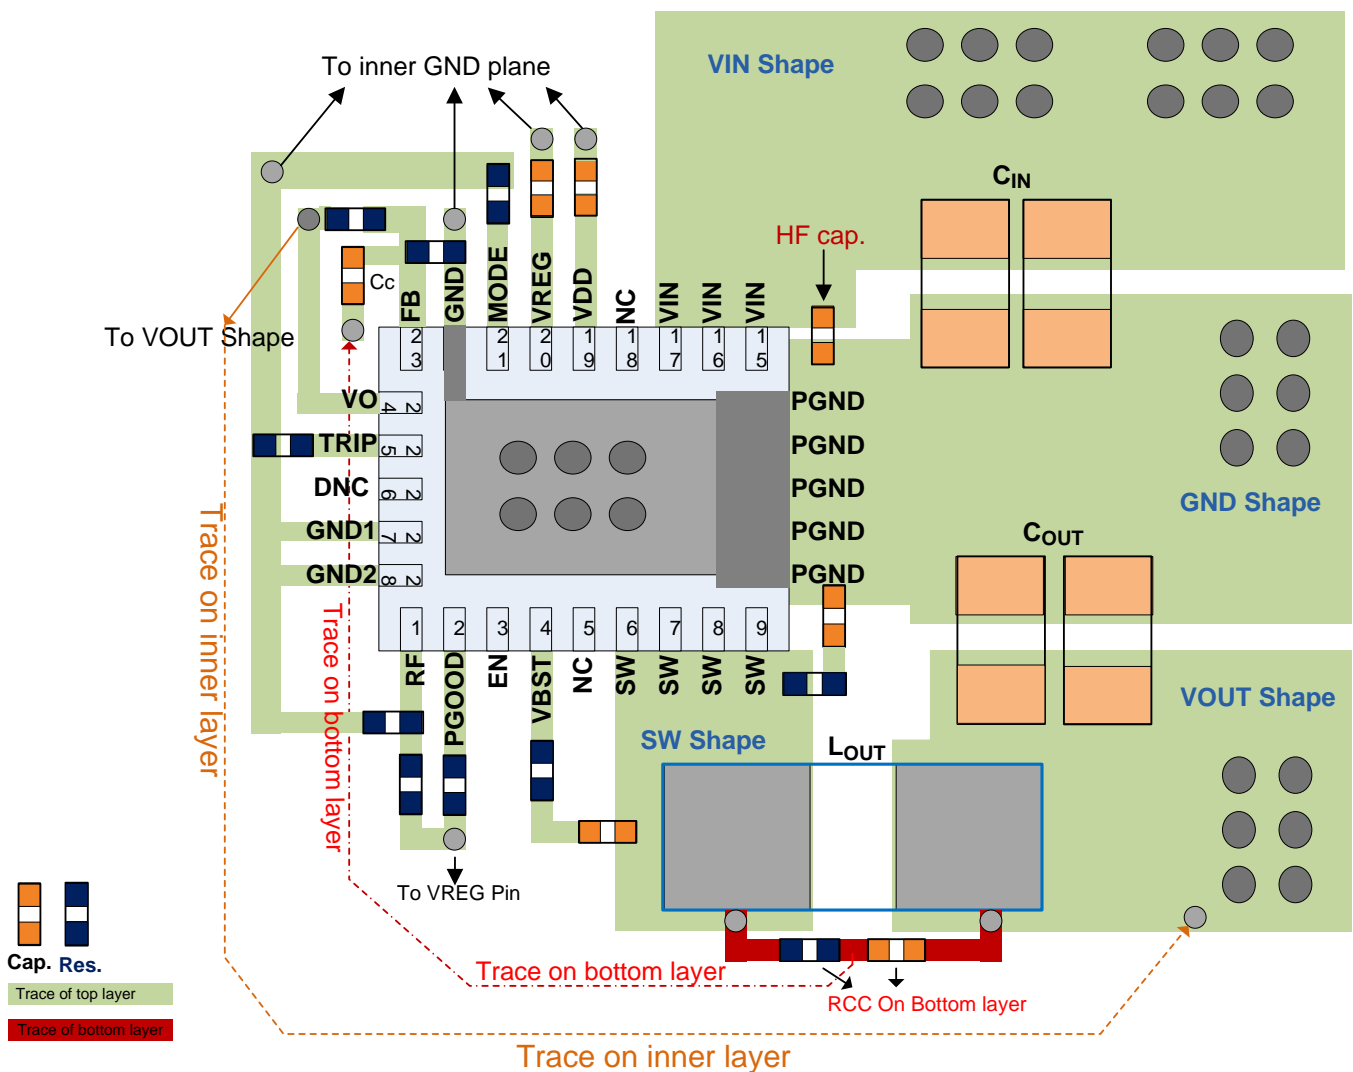 To inner GND plane
VIN Shape
CIN
HF cap.
Cc
FB
GND
MODE
VREG
VDD
NC
VIN
VIN
VIN
To VOUT Shape
23
21
20
19
18
17
16
15
VO
24
PGND
TRIP
25
PGND
DNC
26
PGND
GND Shape
GND1
27
PGND
COUT
GND2
28
PGND
1
2
3
4
5
6
7
8
9
RF
PGOOD
EN
VBST
NC
SW
SW
SW
SW
Trace on inner layer
Trace on bottom layer
SW Shape
LOUT
VOUT Shape
To VREG Pin
Cap.
Res.
Trace of top layer
Trace of bottom layer
Trace on bottom layer
RCC On Bottom layer
Trace on inner layer